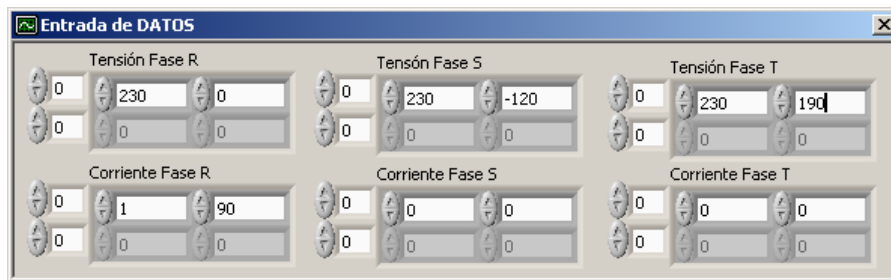 Entrada de DATOS
Tensión Fase R
Tensón Fase S
Tensión Fase T
0 230 0
0 230 -120
0 230 190
0 0 0
0 0 0
0 0 0
Corriente Fase R
Corriente Fase S
Corriente Fase T
0 1 90
0 0 0
0 0 0
0 0 0
0 0 0
0 0 0